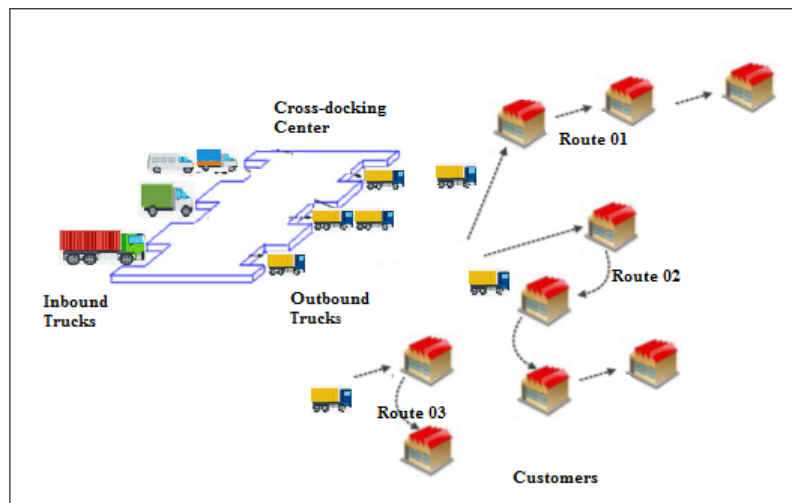 Cross-docking
Center
Route 01
Route 02
Inbound
Trucks
Outbound
Trucks
Route 03
Customers